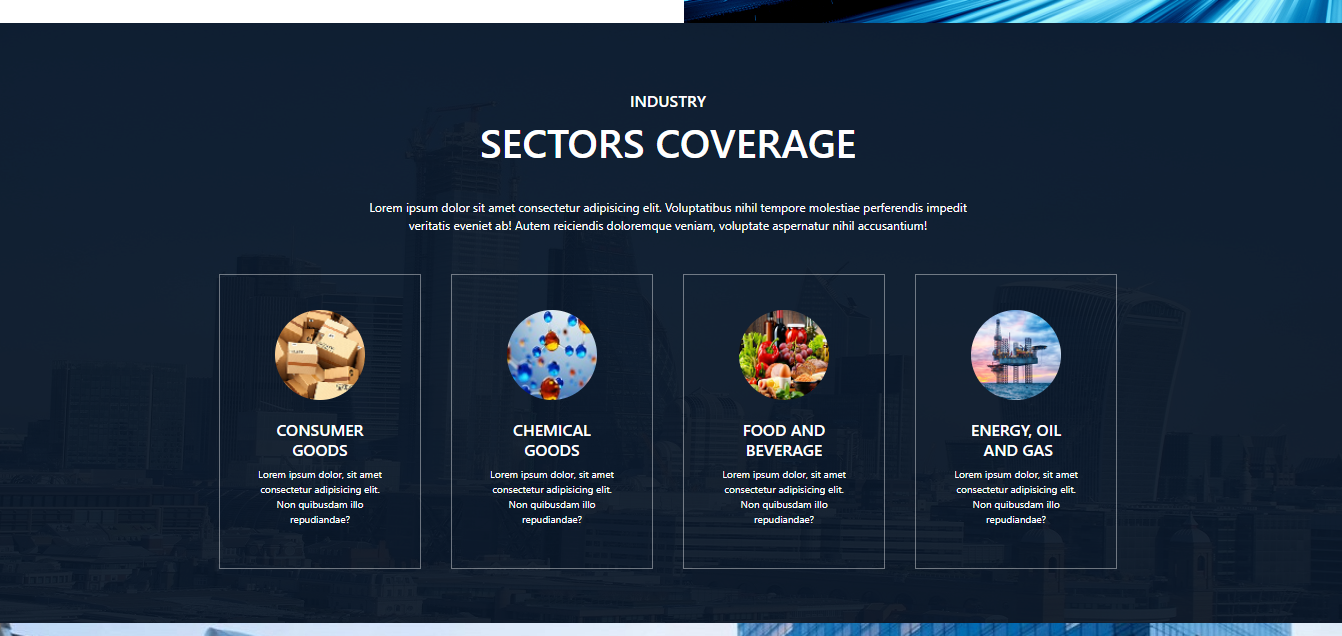 INDUSTRY
SECTORS COVERAGE
Lorem ipsum dolor sit amet consectetur adipisicing elit. Voluptatibus nihil tempore molestiae perferendis impedit
veritatis eveniet ab! Autem reiciendis doloremque veniam, voluptate aspernatur nihil accusantium!
CONSUMER
GOODS
Lorem ipsum dolor, sit amet
consectetur adipisicing elit.
Non quibusdam illo
repudiandae?
CHEMICAL
GOODS
Lorem ipsum dolor, sit amet
consectetur adipisicing elit.
Non quibusdam illo
repudiandae?
FOOD AND
BEVERAGE
Lorem ipsum dolor, sit amet
consectetur adipisicing elit.
Non quibusdam illo
repudiandae?
ENERGY, OIL
AND GAS
Lorem ipsum dolor, sit amet
consectetur adipisicing elit.
Non quibusdam illo
repudiandae?